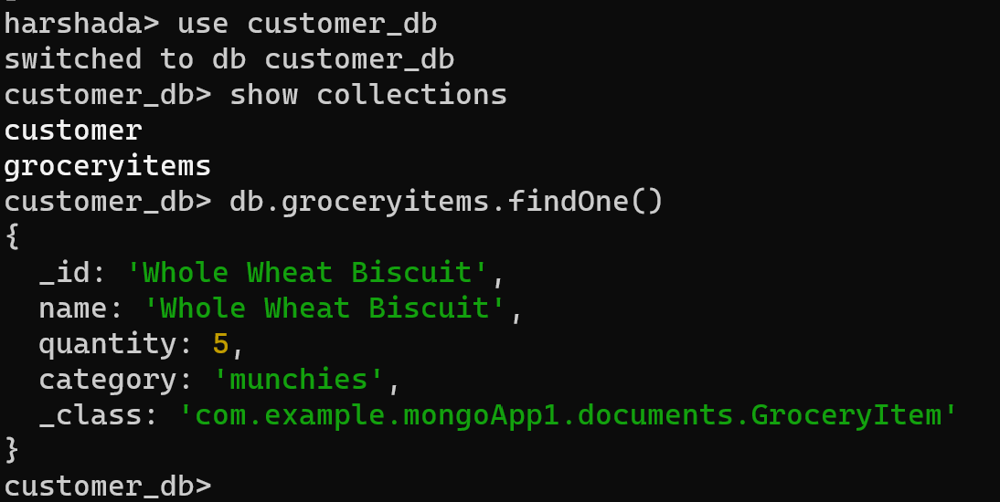 harshada> use customer_db
switched to db customer_db
customer_db> show collections
customer
groceryitems
customer_db> db.groceryitems.findOne()
{
  _id: 'Whole Wheat Biscuit',
  name: 'Whole Wheat Biscuit',
  quantity: 5,
  category: 'munchies',
  _class: 'com.example.mongoApp1.documents.GroceryItem'
}
customer_db>